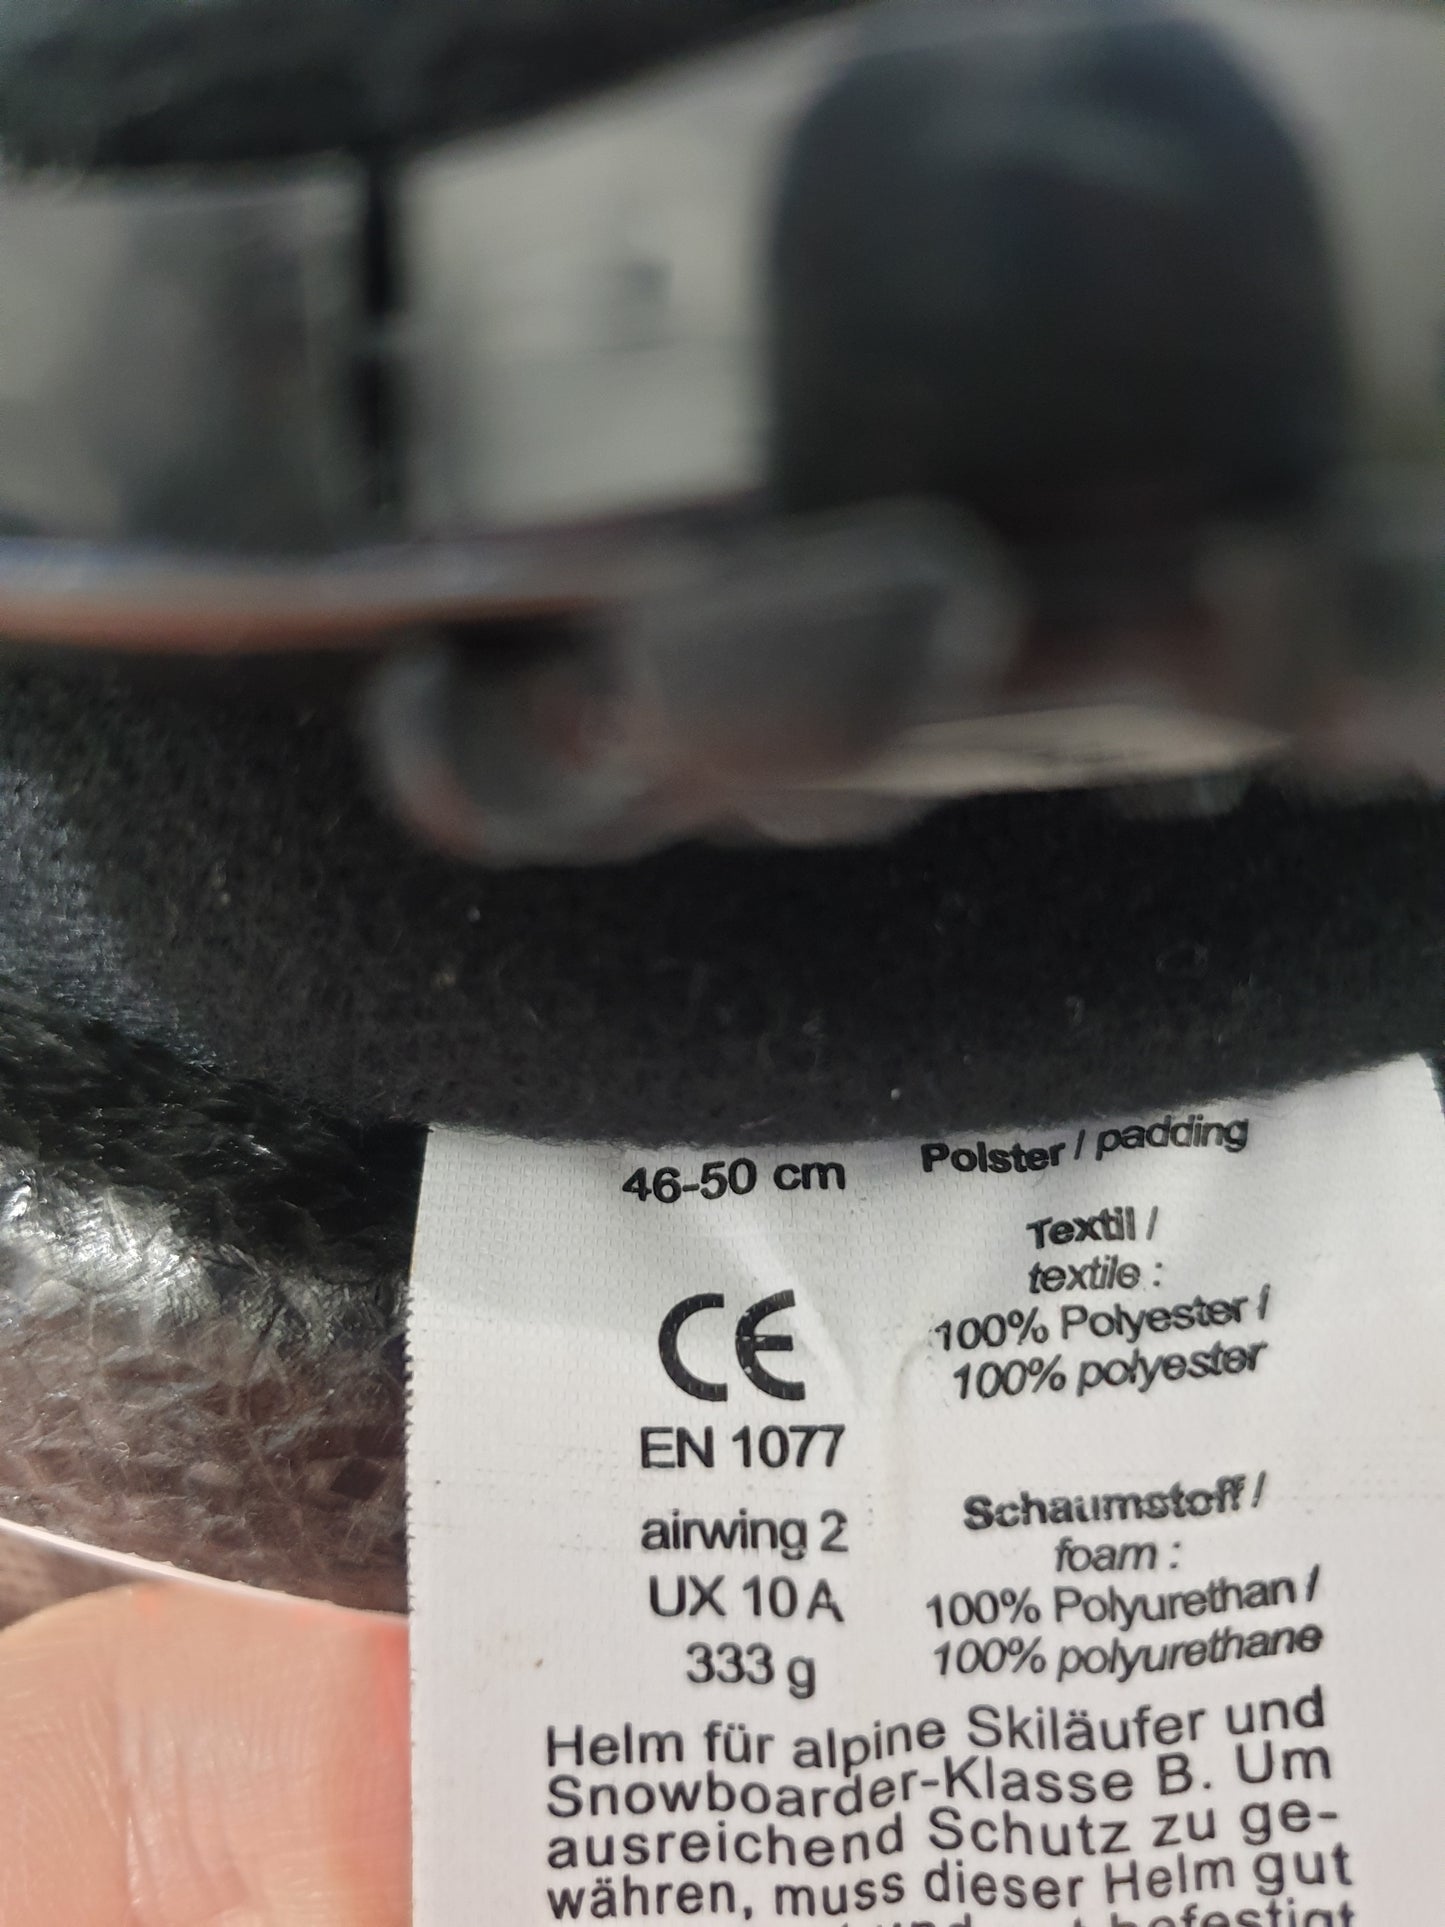 46-50 cm
CE
EN 1077
airwing 2
UX 10 A
333 g
Polster / padding
Textil /
textile :
100% Polyester /
100% polyester
Schaumstoff /
foam :
100% Polyurethan /
100% polyurethane
Helm für alpine Skiläufer und
Snowboarder-Klasse B. Um
ausreichend Schutz zu ge-
währen, muss dieser Helm gut
und befestigt